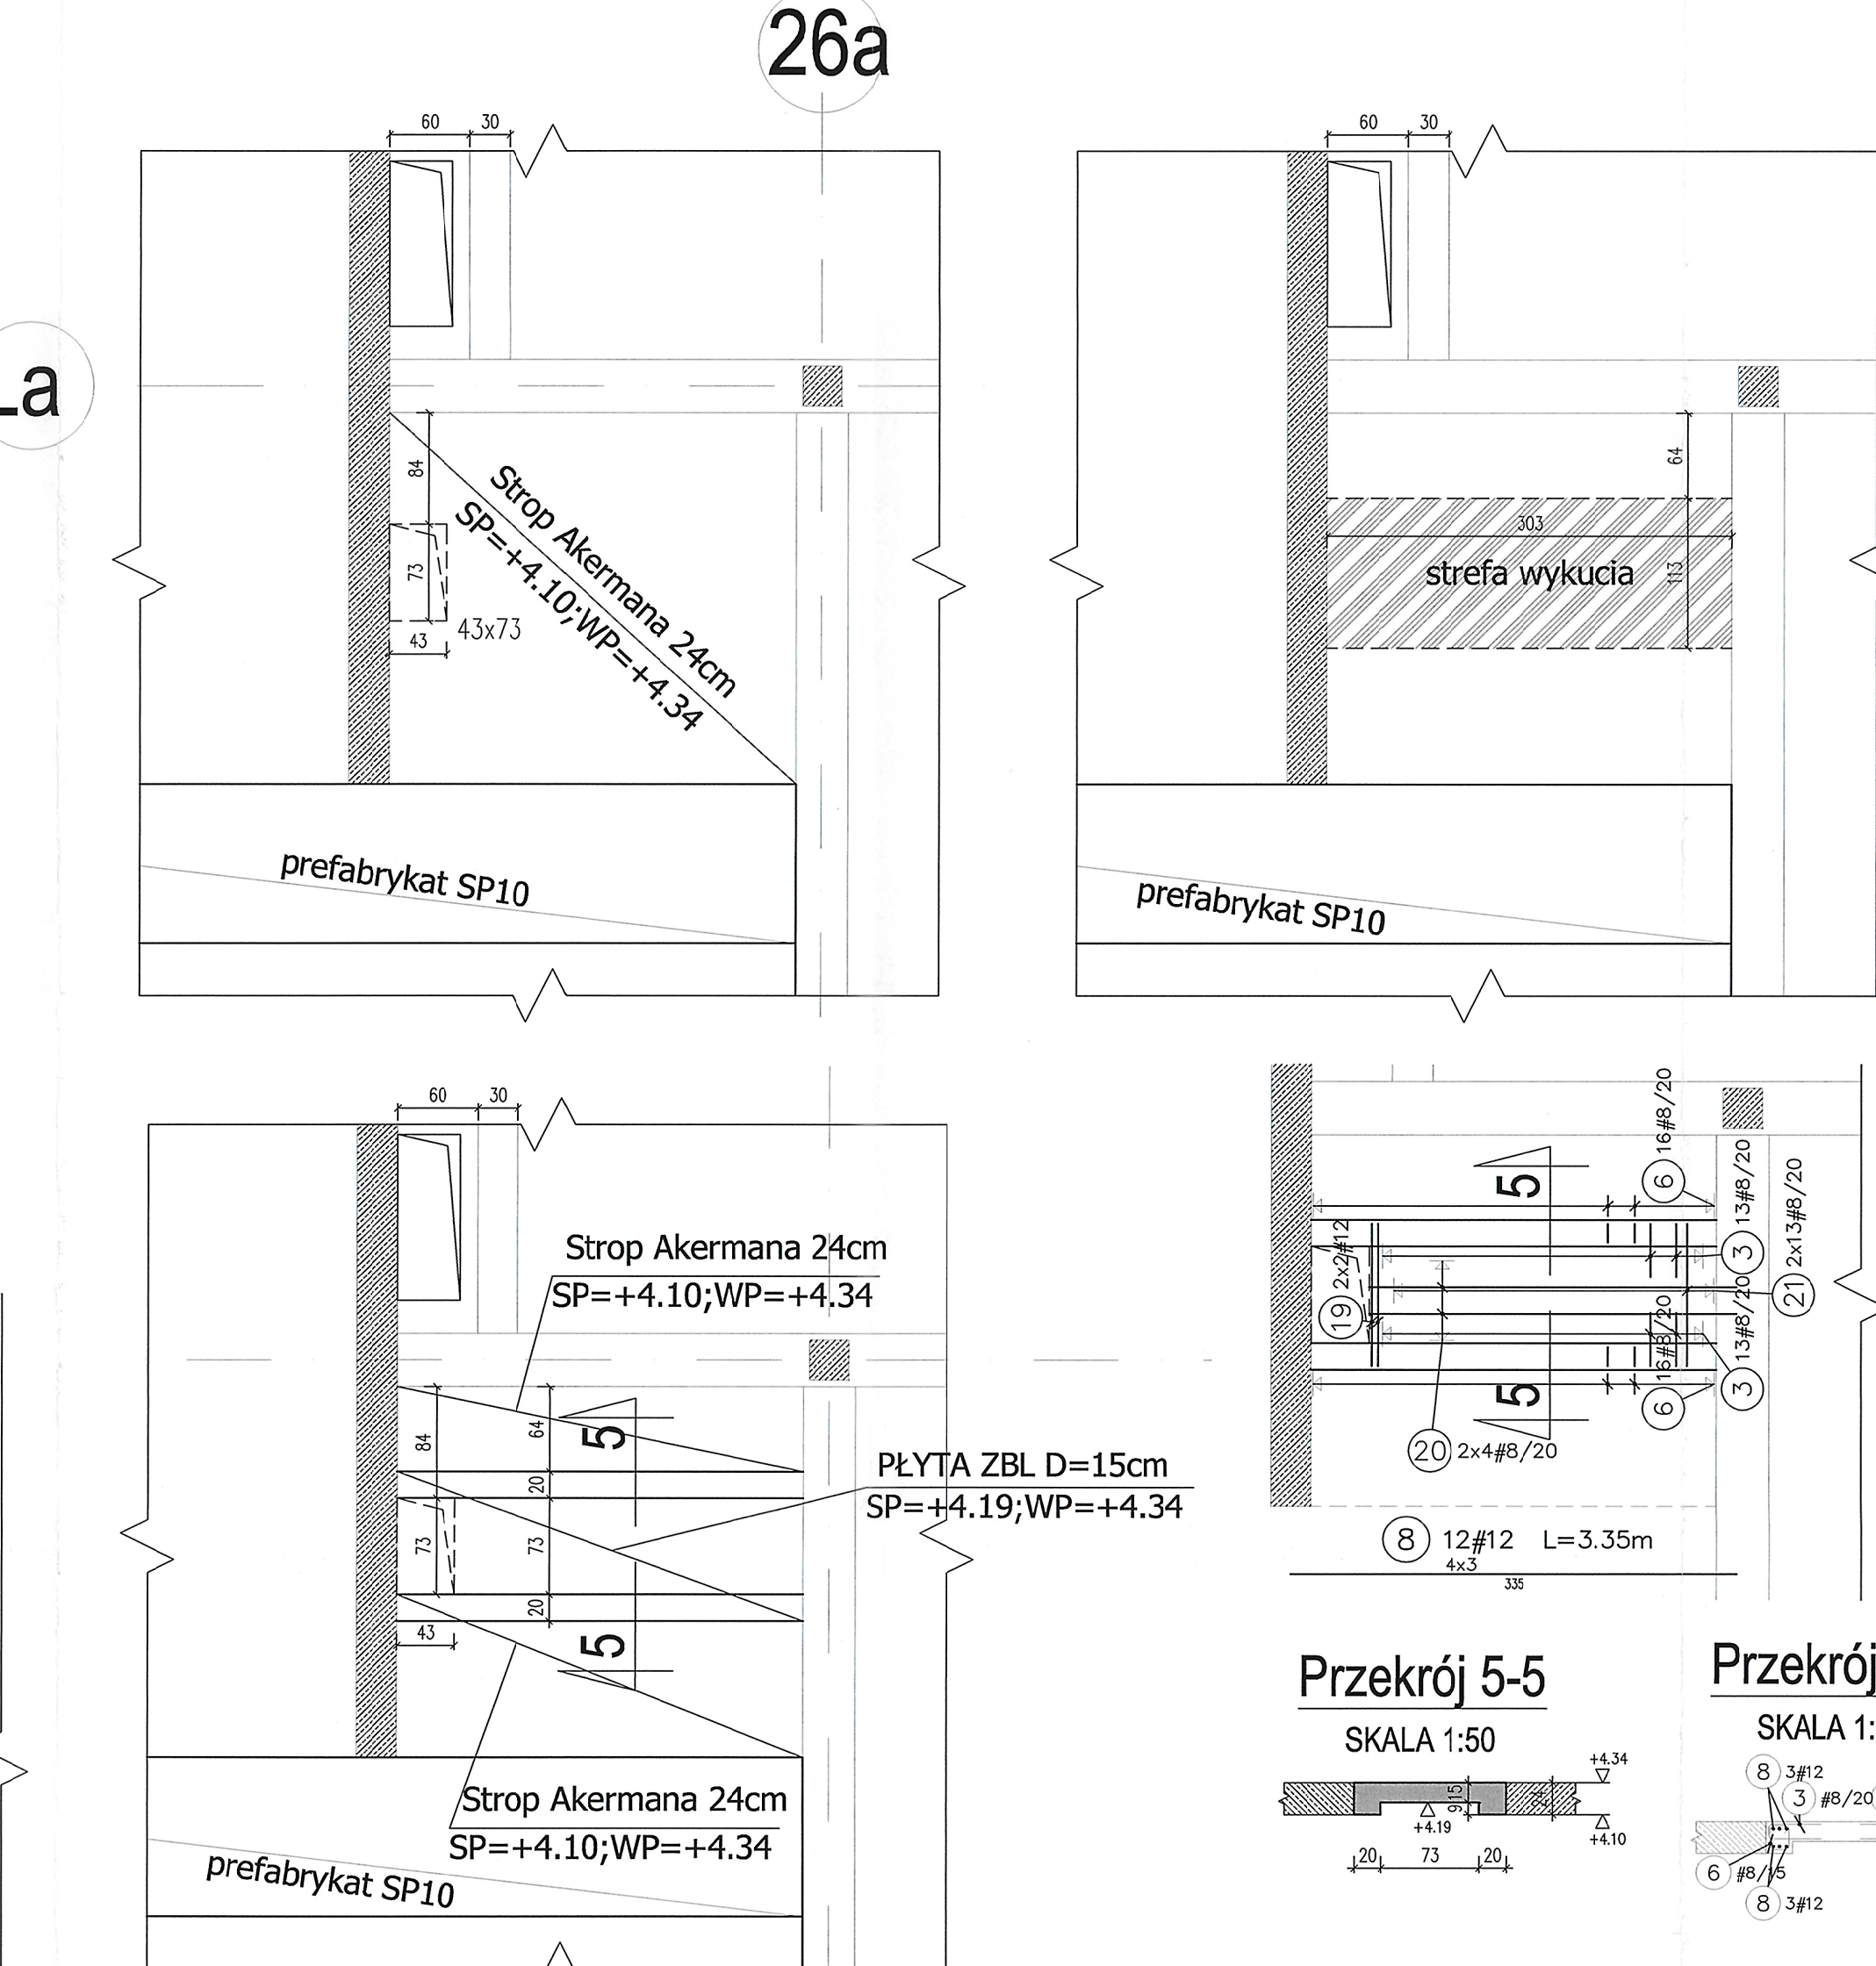 26a
60 30
60 30
84
73
43
43x73
Strop Akermana 24cm
SP=+4.10;WP=+4.34
prefabrykat SP10
64
303
strefa wykucia
113
prefabrykat SP10
60 30
Strop Akermana 24cm
SP=+4.10;WP=+4.34
84
64
20
73
73
20
43
5
5
PŁYTA ZBL D=15cm
SP=+4.19;WP=+4.34
Strop Akermana 24cm
SP=+4.10;WP=+4.34
prefabrykat SP10
6 16#8/20
3 13#8/20
21 2x13#8/20
19 2x2#12
5
5
3 13#8/20
6 16#8/20
20 2x4#8/20
8 12#12 L=3.35m
4x3
335
Przekrój 5-5
SKALA 1:50
+4.34
15
9
24
+4.19
+4.10
20 73 20
Przekrój
SKALA 1:
8 3#12
3 #8/20
6 #8/15
8 3#12